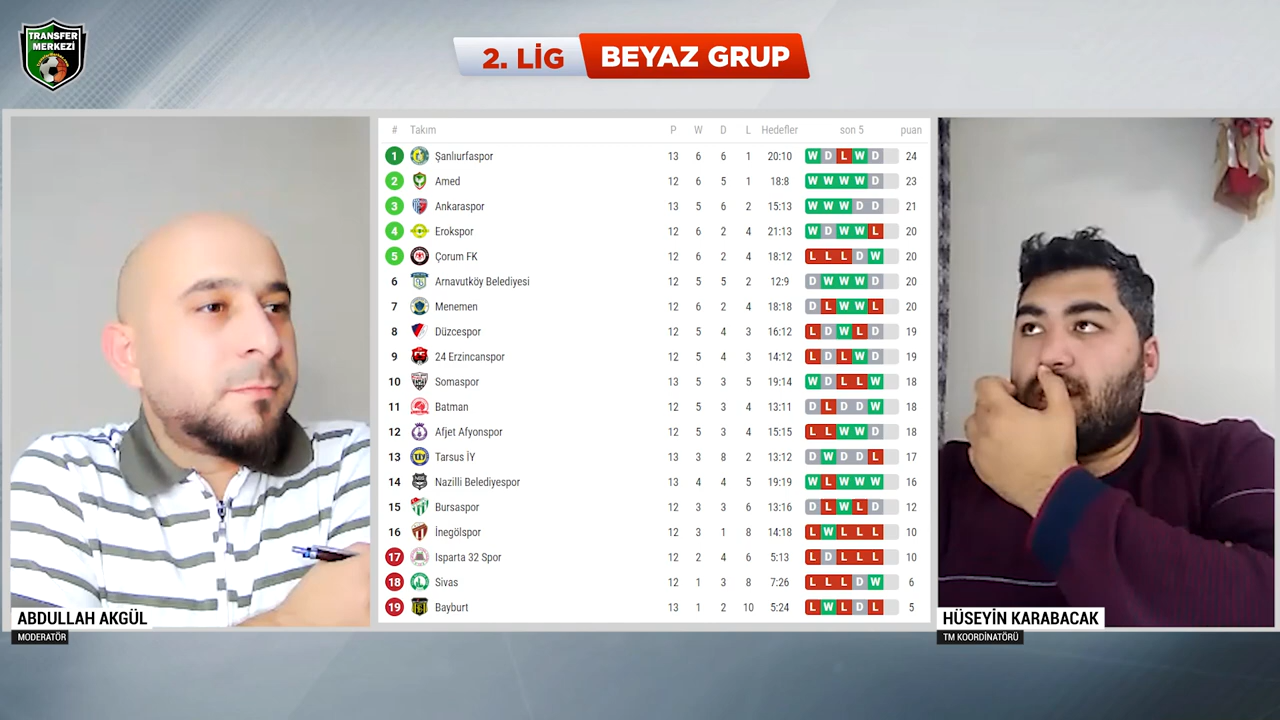 TRANSFER
MERKEZİ
2. LİG BEYAZ GRUP
# Takım P W D L Hedefler son 5 puan
1 Şanlıurfaspor 13 6 6 1 20:10 W D L W D 24
2 Amed 12 6 5 1 18:8 W W W W D 23
3 Ankaraspor 13 5 6 2 15:13 W W W D D 21
4 Erokspor 12 6 2 4 21:13 W D W W L 20
5 Çorum FK 12 6 2 4 18:12 L L L D W 20
6 Arnavutköy Belediyesi 12 5 5 2 12:9 D W W W D 20
7 Menemen 12 6 2 4 18:18 D L W W L 20
8 Düzcespor 12 5 4 3 16:12 L D W L D 19
9 24 Erzincanspor 12 5 4 3 14:12 L D L W D 19
10 Somaspor 13 5 3 5 19:14 W D L L W 18
11 Batman 12 5 3 4 13:11 D L D D W 18
12 Afjet Afyonspor 12 5 3 4 15:15 L L W W D 18
13 Tarsus İY 13 3 8 2 13:12 D W D D L 17
14 Nazilli Belediyespor 13 4 4 5 19:19 W L W W W 16
15 Bursaspor 12 3 3 6 13:16 D L W L D 12
16 İnegölspor 12 3 1 8 14:18 L W L L L 10
17 Isparta 32 Spor 12 2 4 6 5:13 L D L L L 10
18 Sivas 12 1 3 8 7:26 L L L D W 6
19 Bayburt 13 1 2 10 5:24 L W L D L 5
ABDULLAH AKGÜL
MODERATÖR
HÜSEYİN KARABACAK
TM KOORDİNATÖRÜ